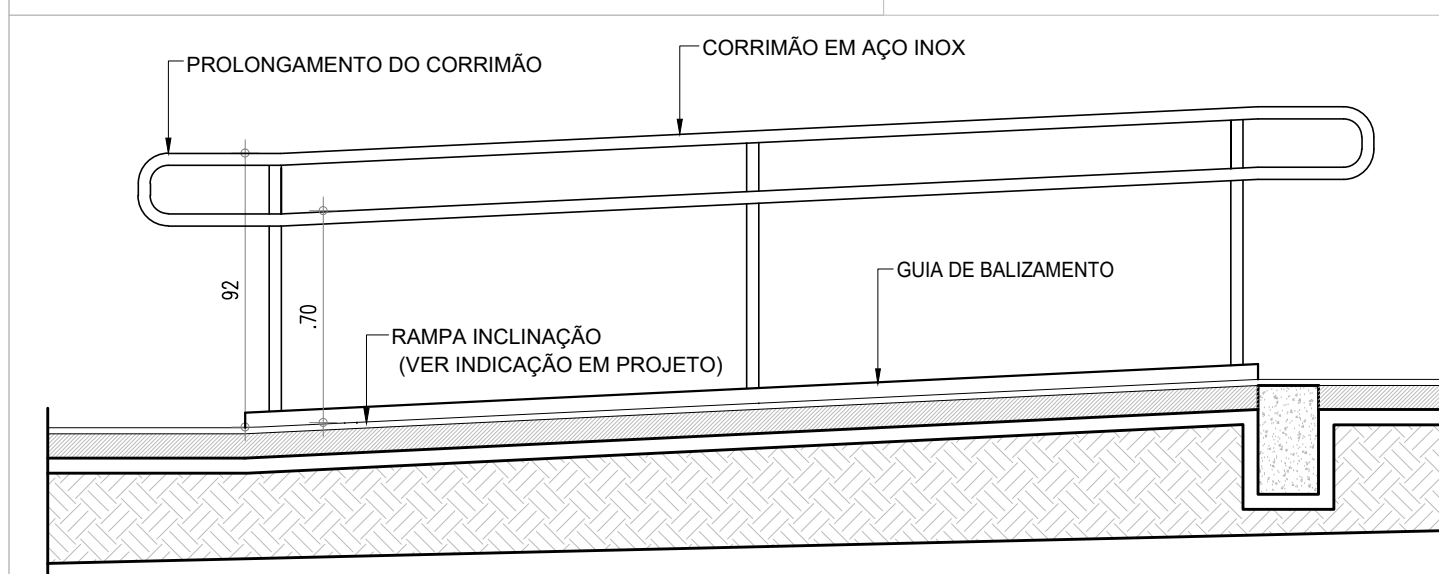 PROLONGAMENTO DO CORRIMÃO
CORRIMÃO EM AÇO INOX
GUIA DE BALIZAMENTO
92
.70
RAMPA INCLINAÇÃO
(VER INDICAÇÃO EM PROJETO)